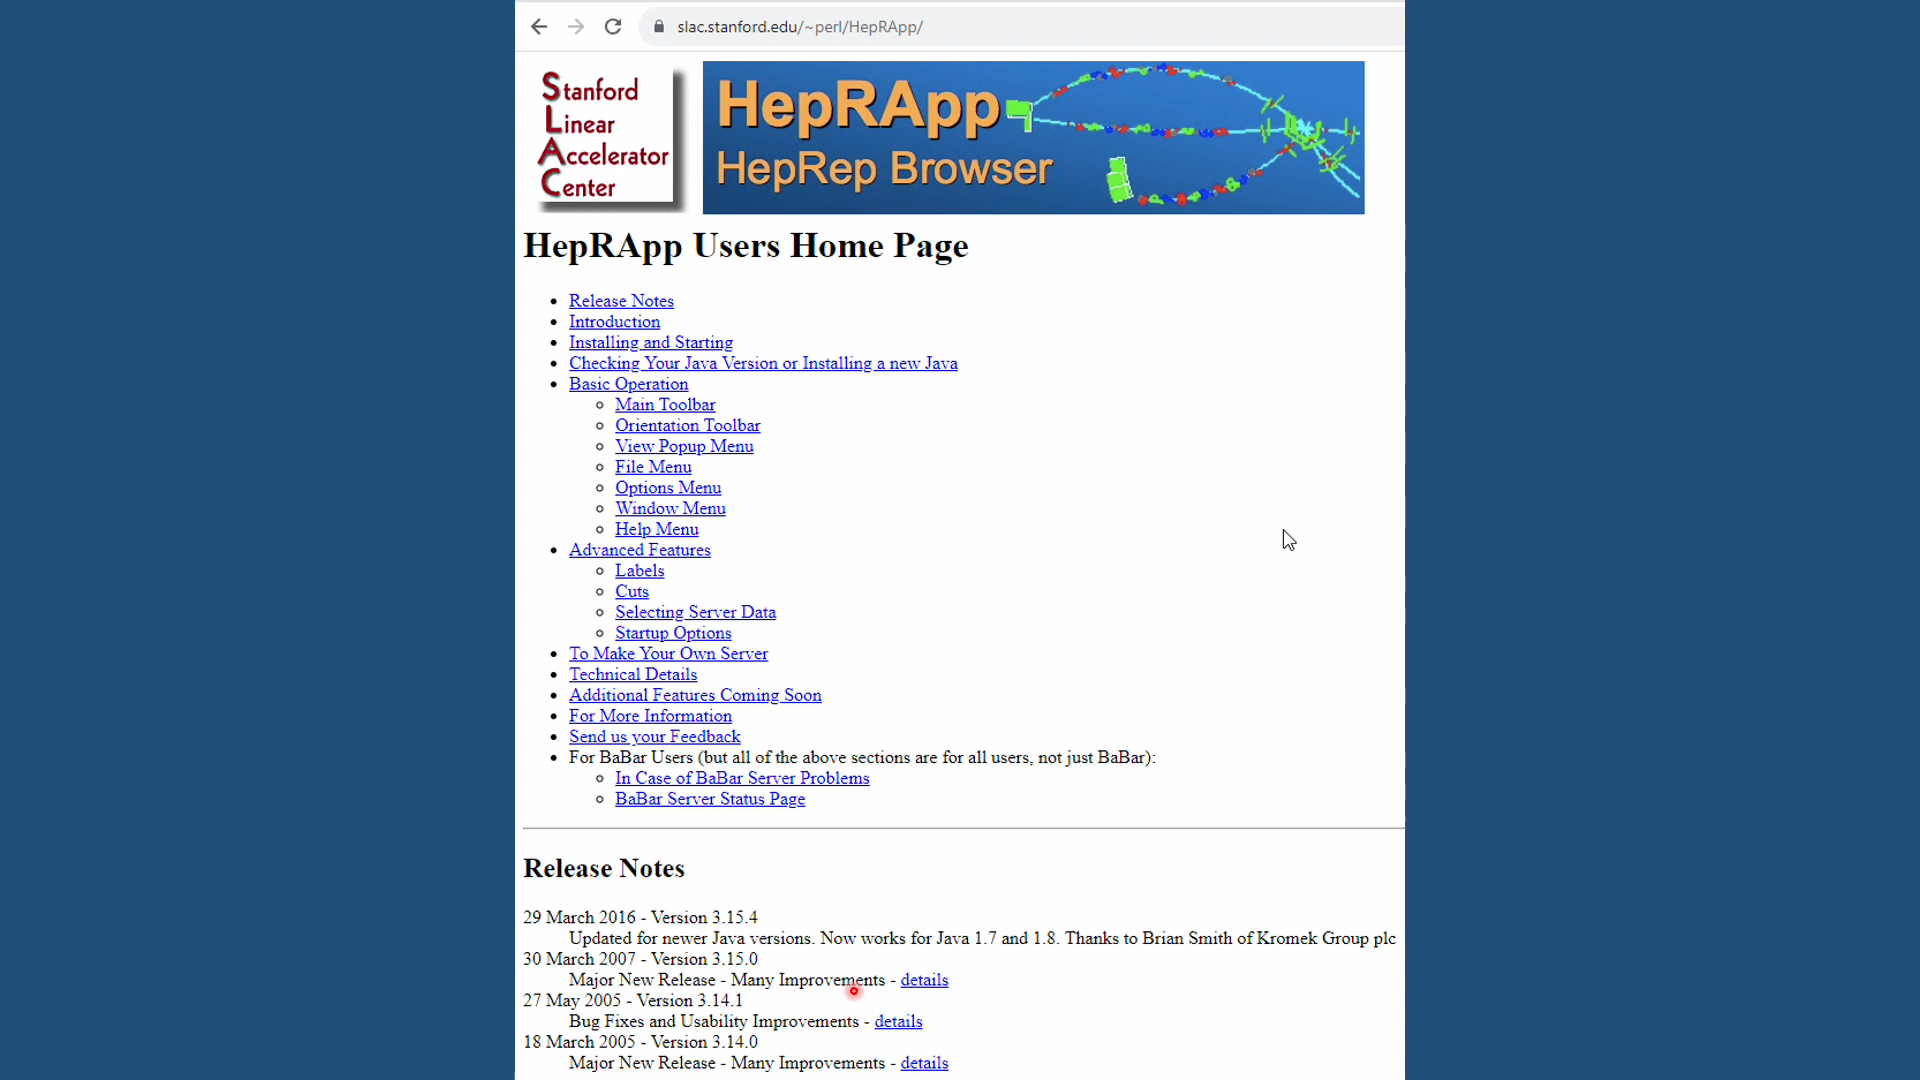 slac.stanford.edu/~perl/HepRApp/
Stanford
Linear
Accelerator
Center
HepRApp
HepRep Browser
HepRApp Users Home Page
Release Notes
Introduction
Installing and Starting
Checking Your Java Version or Installing a new Java
Basic Operation
Main Toolbar
Orientation Toolbar
View Popup Menu
File Menu
Options Menu
Window Menu
Help Menu
Advanced Features
Labels
Cuts
Selecting Server Data
Startup Options
To Make Your Own Server
Technical Details
Additional Features Coming Soon
For More Information
Send us your Feedback
For BaBar Users (but all of the above sections are for all users, not just BaBar):
In Case of BaBar Server Problems
BaBar Server Status Page
Release Notes
29 March 2016 - Version 3.15.4
Updated for newer Java versions. Now works for Java 1.7 and 1.8. Thanks to Brian Smith of Kromek Group plc
30 March 2007 - Version 3.15.0
Major New Release - Many Improvements - details
27 May 2005 - Version 3.14.1
Bug Fixes and Usability Improvements - details
18 March 2005 - Version 3.14.0
Major New Release - Many Improvements - details